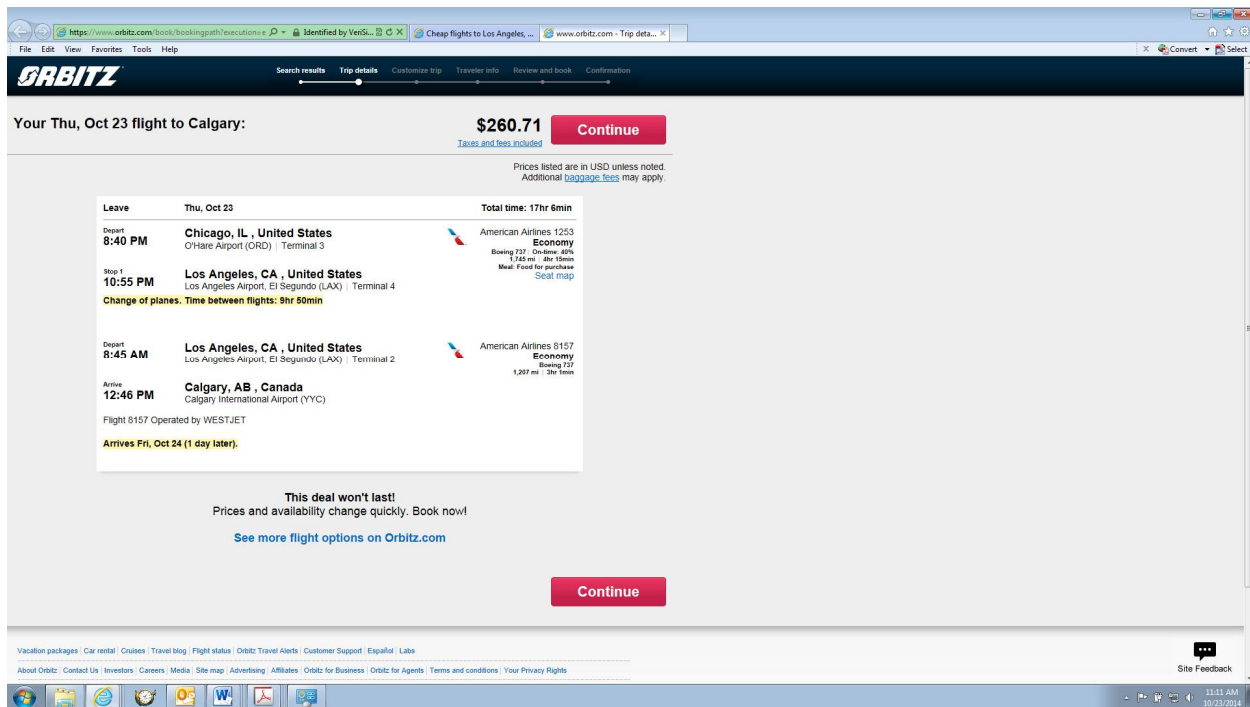 https://www.orbitz.com/book/bookingpath?execution=e
Identified by VeriSi...
Cheap flights to Los Angeles, ...
www.orbitz.com - Trip deta...
File Edit View Favorites Tools Help
Convert
Select
ORBITZ
Search results Trip details Customize trip Traveler info Review and book Confirmation
Your Thu, Oct 23 flight to Calgary:
$260.71
Taxes and fees included
Continue
Prices listed are in USD unless noted.
Additional baggage fees may apply.
Leave Thu, Oct 23 Total time: 17hr 6min
Depart
8:40 PM
Chicago, IL , United States
O'Hare Airport (ORD) | Terminal 3
American Airlines 1253
Economy
Boeing 737 | On-time: 40%
1,745 mi | 4hr 15min
Meal: Food for purchase
Seat map
Stop 1
10:55 PM
Los Angeles, CA , United States
Los Angeles Airport, El Segundo (LAX) | Terminal 4
Change of planes. Time between flights: 9hr 50min
Depart
8:45 AM
Los Angeles, CA , United States
Los Angeles Airport, El Segundo (LAX) | Terminal 2
American Airlines 8157
Economy
Boeing 737
1,207 mi | 3hr 1min
Arrive
12:46 PM
Calgary, AB , Canada
Calgary International Airport (YYC)
Flight 8157 Operated by WESTJET
Arrives Fri, Oct 24 (1 day later).
This deal won't last!
Prices and availability change quickly. Book now!
See more flight options on Orbitz.com
Continue
Vacation packages | Car rental | Cruises | Travel blog | Flight status | Orbitz Travel Alerts | Customer Support | Español | Labs
About Orbitz | Contact Us | Investors | Careers | Media | Site map | Advertising | Affiliates | Orbitz for Business | Orbitz for Agents | Terms and conditions | Your Privacy Rights
Site Feedback
11:11 AM
10/23/2014